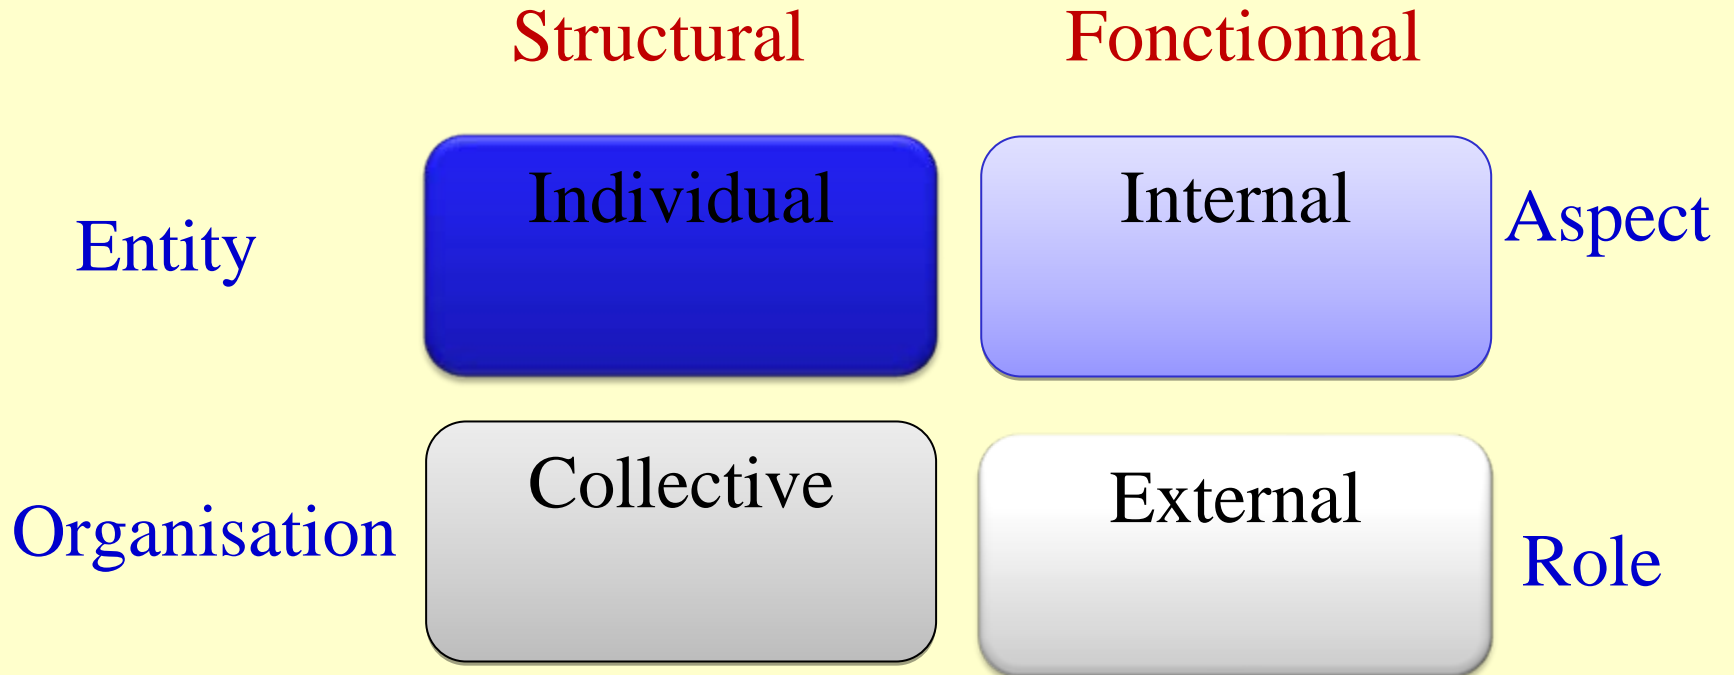 Structural Fonctionnal
Entity Individual Internal Aspect
Organisation Collective External Role